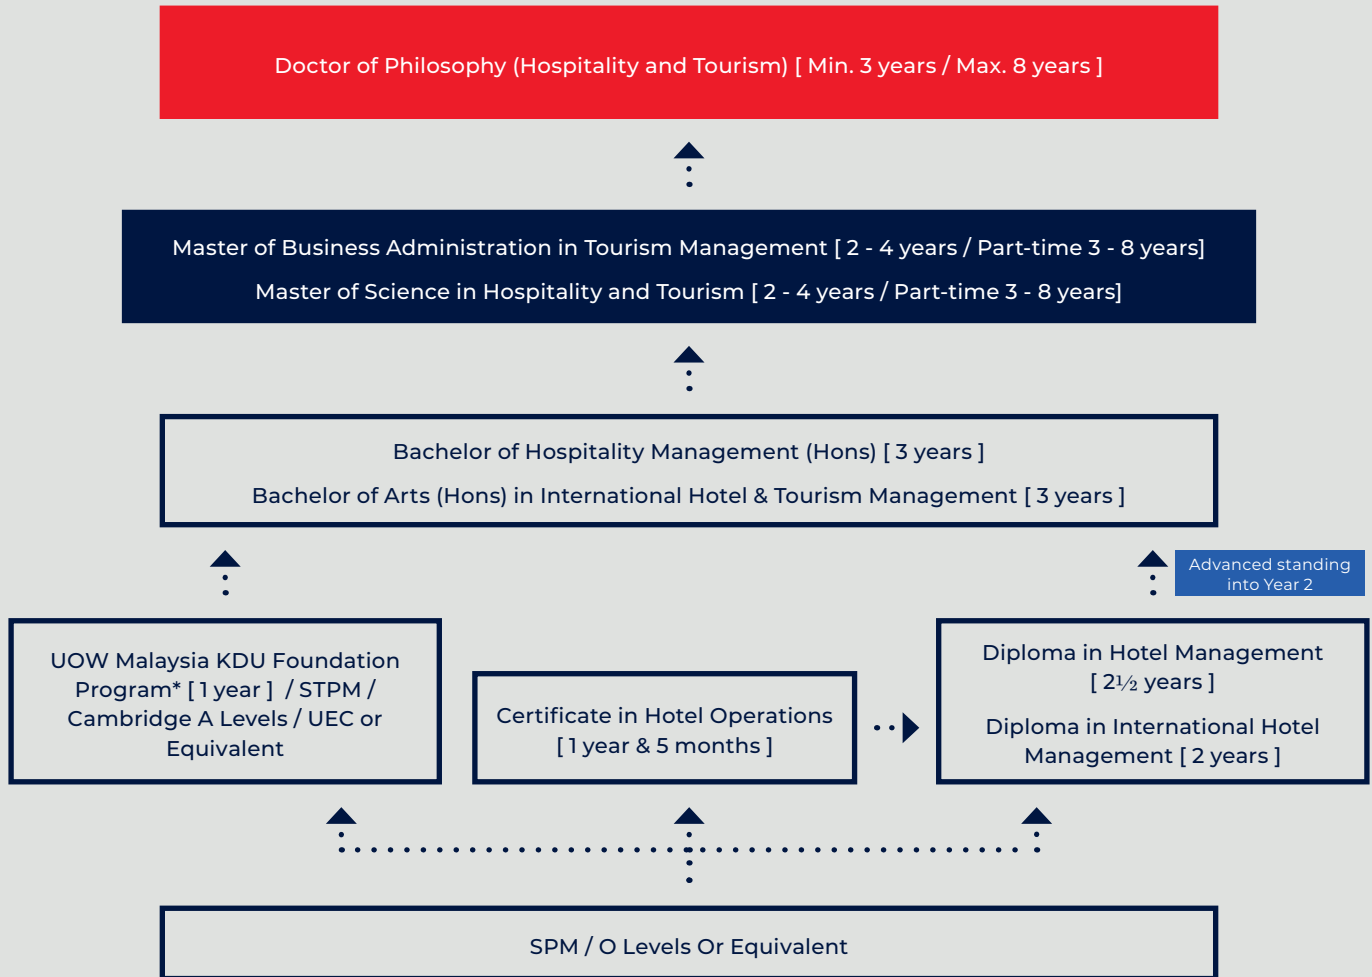 Doctor of Philosophy (Hospitality and Tourism) [ Min. 3 years / Max. 8 years ]
Master of Business Administration in Tourism Management [ 2 - 4 years / Part-time 3 - 8 years]
Master of Science in Hospitality and Tourism [ 2 - 4 years / Part-time 3 - 8 years]
Bachelor of Hospitality Management (Hons) [ 3 years ]
Bachelor of Arts (Hons) in International Hotel & Tourism Management [ 3 years ]
Advanced standing
into Year 2
UOW Malaysia KDU Foundation
Program* [ 1 year ] / STPM /
Cambridge A Levels / UEC or
Equivalent
Certificate in Hotel Operations
[ 1 year & 5 months ]
Diploma in Hotel Management
[ 2½ years ]
Diploma in International Hotel
Management [ 2 years ]
SPM / O Levels Or Equivalent